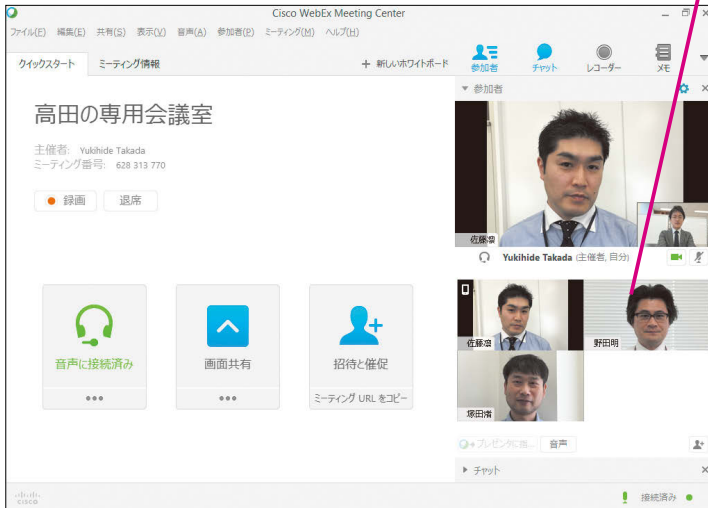 Cisco WebEx Meeting Center
ファイル(F) 編集(E) 共有(S) 表示(V) 音声(A) 参加者(P) ミーティング(M) ヘルプ(H)
クイックスタート ミーティング情報 + 新しいホワイトボード 参加者 チャット レコーダー メモ
参加者
高田の専用会議室
主催者: Yukihide Takada
ミーティング番号: 628 313 770
録画 退席
佐藤凛
Yukihide Takada (主催者, 自分)
佐藤凛 野田明
塚田渚
音声に接続済み 画面共有 招待と催促
ミーティング URL をコピー
音声
チャット
cisco
接続済み